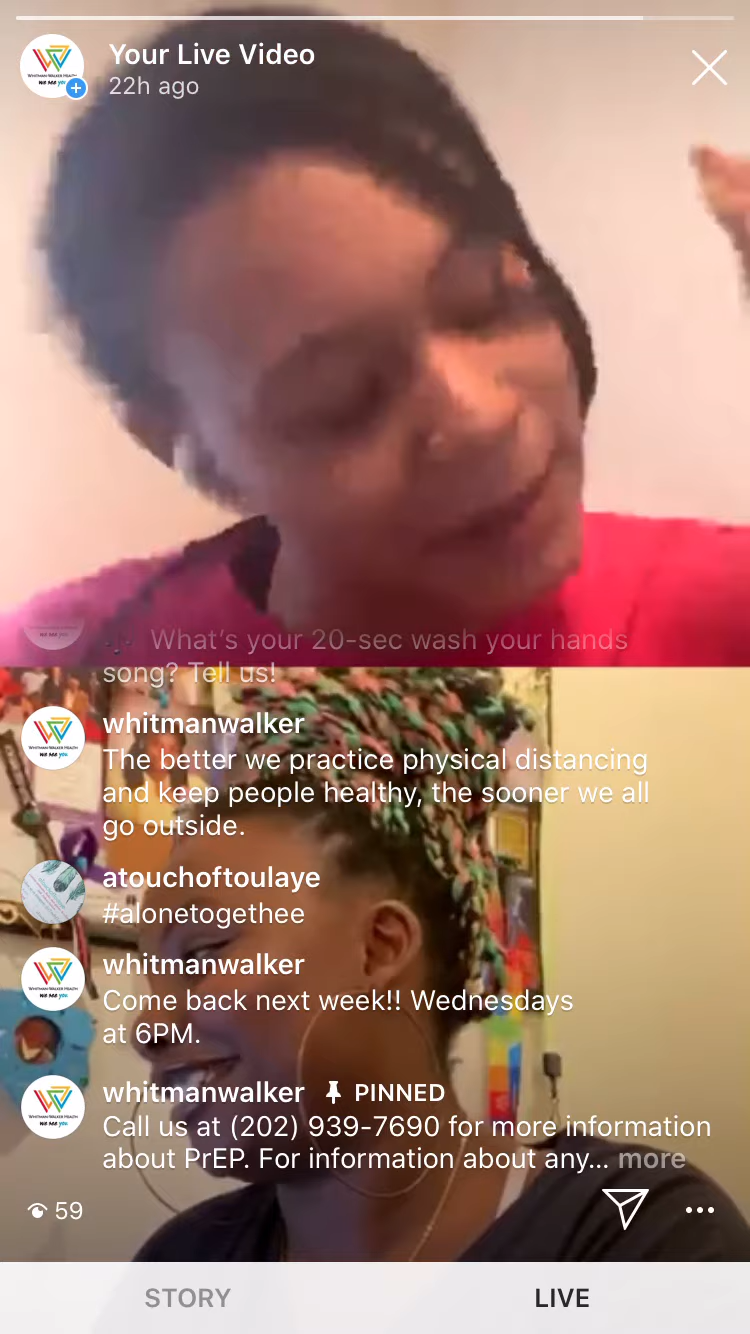 Your Live Video
22h ago
What's your 20-sec wash your hands
song? Tell us!
whitmanwalker
The better we practice physical distancing
and keep people healthy, the sooner we all
go outside.
atouchoftoulaye
#alonetogethee
whitmanwalker
Come back next week!! Wednesdays
at 6PM.
whitmanwalker PINNED
Call us at (202) 939-7690 for more information
about PrEP. For information about any... more
59
STORY
LIVE